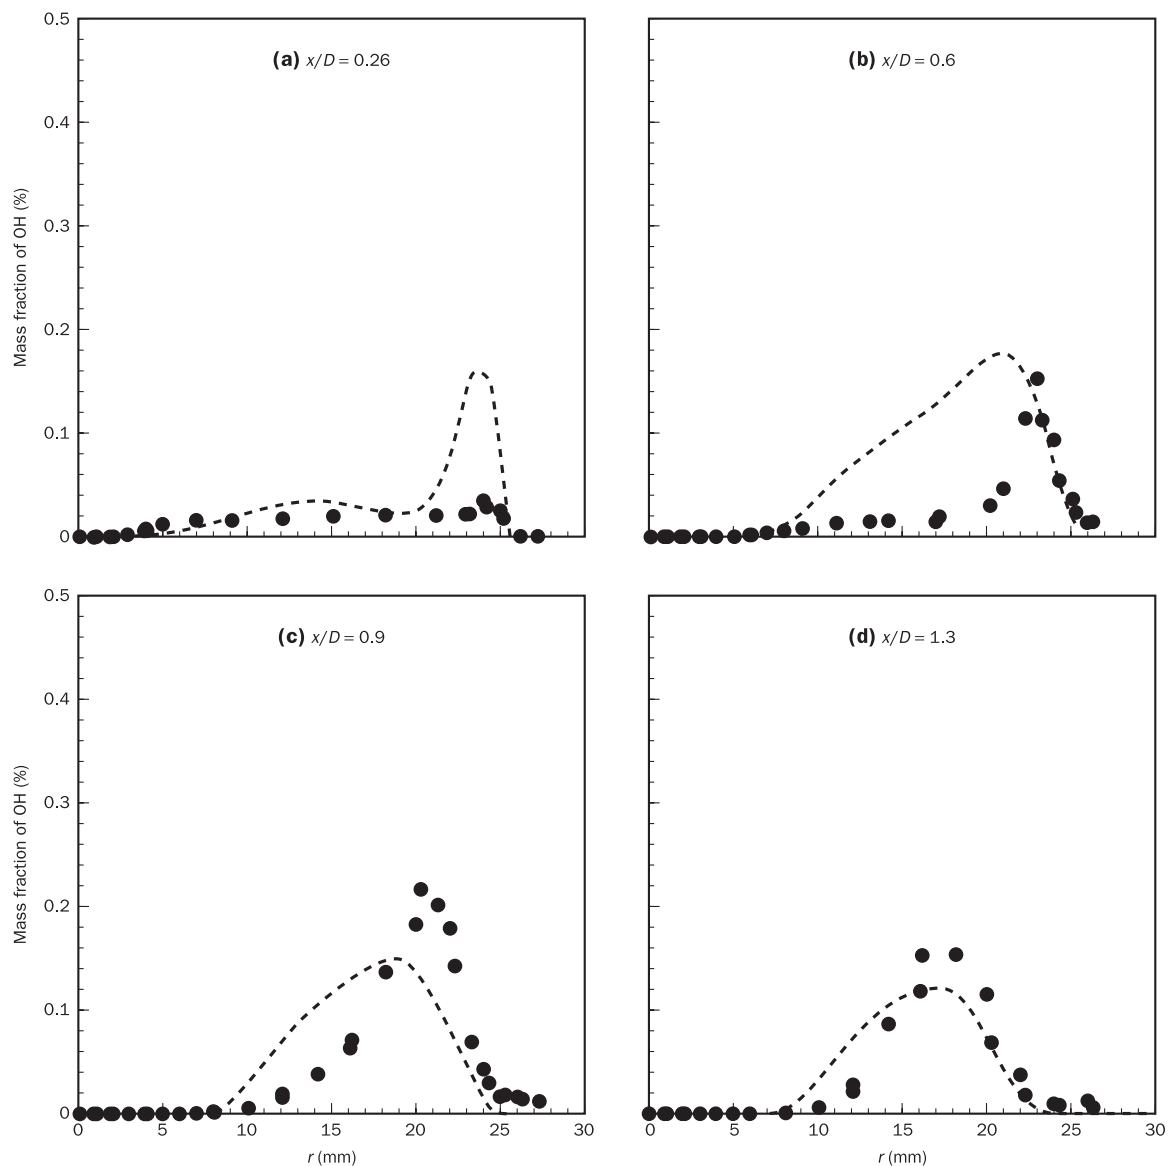 0.5
0.4
0.3
0.2
0.1
0
Mass fraction of OH (%)
(a) x/D = 0.26
(b) x/D = 0.6
0.5
0.4
0.3
0.2
0.1
0
Mass fraction of OH (%)
(c) x/D = 0.9
(d) x/D = 1.3
0 5 10 15 20 25 30
0 5 10 15 20 25 30
r (mm)
r (mm)